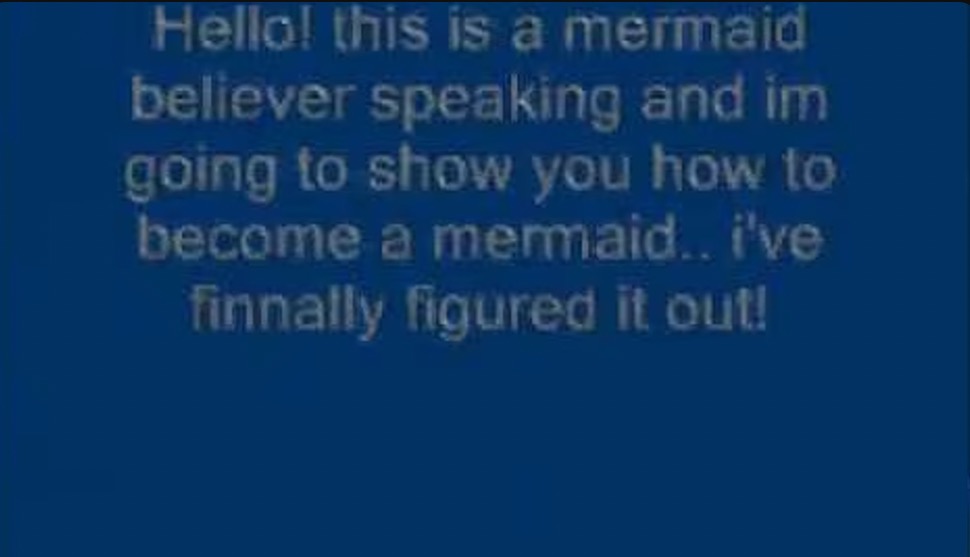 Hello! this is a mermaid
believer speaking and im
going to show you how to
become a mermaid.. i've
finnally figured it out!